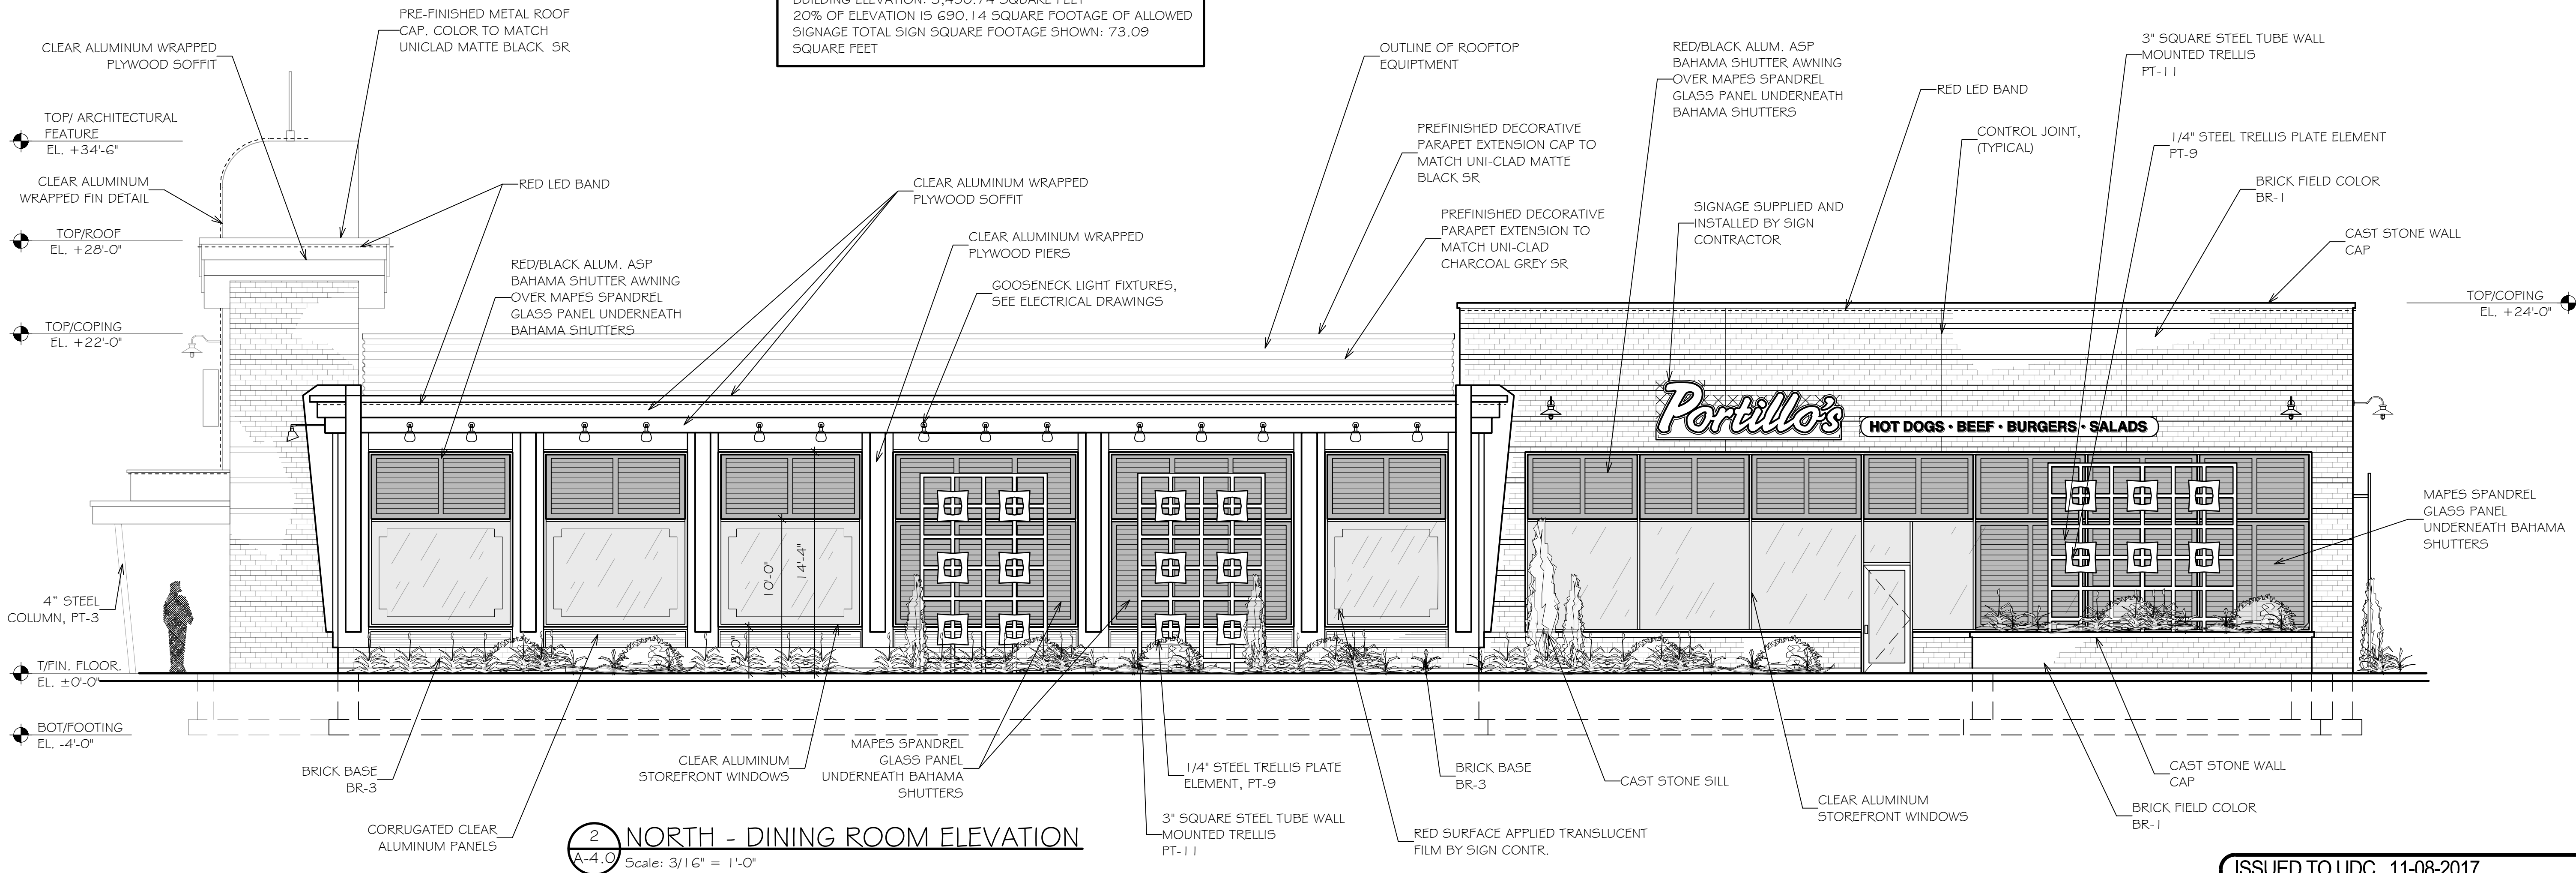 BUILDING ELEVATION: 3,450.74 SQUARE FEET
20% OF ELEVATION IS 690.14 SQUARE FOOTAGE OF ALLOWED
SIGNAGE TOTAL SIGN SQUARE FOOTAGE SHOWN: 73.09
SQUARE FEET
PRE-FINISHED METAL ROOF
CAP. COLOR TO MATCH
UNICLAD MATTE BLACK SR
CLEAR ALUMINUM WRAPPED
PLYWOOD SOFFIT
TOP/ ARCHITECTURAL
FEATURE
EL. +34'-6"
CLEAR ALUMINUM
WRAPPED FIN DETAIL
TOP/ROOF
EL. +28'-0"
TOP/COPING
EL. +22'-0"
4" STEEL
COLUMN, PT-3
T/FIN. FLOOR.
EL. ±0'-0"
BOT/FOOTING
EL. -4'-0"
RED LED BAND
RED/BLACK ALUM. ASP
BAHAMA SHUTTER AWNING
OVER MAPES SPANDREL
GLASS PANEL UNDERNEATH
BAHAMA SHUTTERS
CLEAR ALUMINUM WRAPPED
PLYWOOD SOFFIT
CLEAR ALUMINUM WRAPPED
PLYWOOD PIERS
GOOSENECK LIGHT FIXTURES,
SEE ELECTRICAL DRAWINGS
OUTLINE OF ROOFTOP
EQUIPTMENT
PREFINISHED DECORATIVE
PARAPET EXTENSION CAP TO
MATCH UNI-CLAD MATTE
BLACK SR
PREFINISHED DECORATIVE
PARAPET EXTENSION TO
MATCH UNI-CLAD
CHARCOAL GREY SR
RED/BLACK ALUM. ASP
BAHAMA SHUTTER AWNING
OVER MAPES SPANDREL
GLASS PANEL UNDERNEATH
BAHAMA SHUTTERS
SIGNAGE SUPPLIED AND
INSTALLED BY SIGN
CONTRACTOR
RED LED BAND
CONTROL JOINT,
(TYPICAL)
3" SQUARE STEEL TUBE WALL
MOUNTED TRELLIS
PT-11
1/4" STEEL TRELLIS PLATE ELEMENT
PT-9
BRICK FIELD COLOR
BR-1
CAST STONE WALL
CAP
TOP/COPING
EL. +24'-0"
Portillo's
HOT DOGS • BEEF • BURGERS • SALADS
10'-0"
14'-4"
3'-0"
MAPES SPANDREL
GLASS PANEL
UNDERNEATH BAHAMA
SHUTTERS
BRICK BASE
BR-3
CORRUGATED CLEAR
ALUMINUM PANELS
CLEAR ALUMINUM
STOREFRONT WINDOWS
MAPES SPANDREL
GLASS PANEL
UNDERNEATH BAHAMA
SHUTTERS
1/4" STEEL TRELLIS PLATE
ELEMENT, PT-9
3" SQUARE STEEL TUBE WALL
MOUNTED TRELLIS
PT-11
BRICK BASE
BR-3
RED SURFACE APPLIED TRANSLUCENT
FILM BY SIGN CONTR.
CAST STONE SILL
CLEAR ALUMINUM
STOREFRONT WINDOWS
CAST STONE WALL
CAP
BRICK FIELD COLOR
BR-1
2
A-4.0
NORTH - DINING ROOM ELEVATION
Scale: 3/16" = 1'-0"
ISSUED TO UDC 11-08-2017